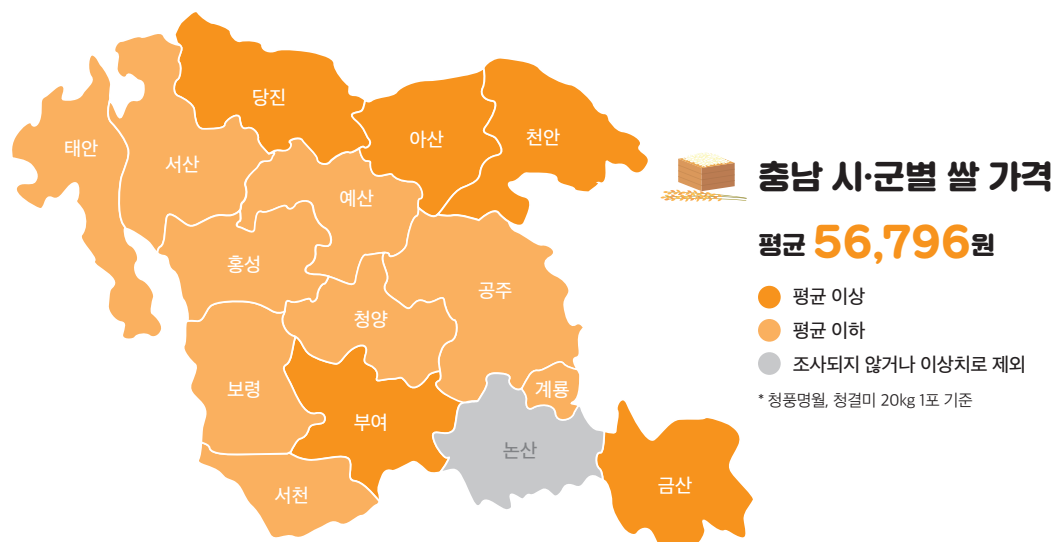 당진
아산
천안
태안
서산
예산
홍성
공주
청양
보령
계룡
부여
논산
서천
금산
충남 시·군별 쌀 가격
평균 56,796원
평균 이상
평균 이하
조사되지 않거나 이상치로 제외
* 청풍명월, 청결미 20kg 1포 기준